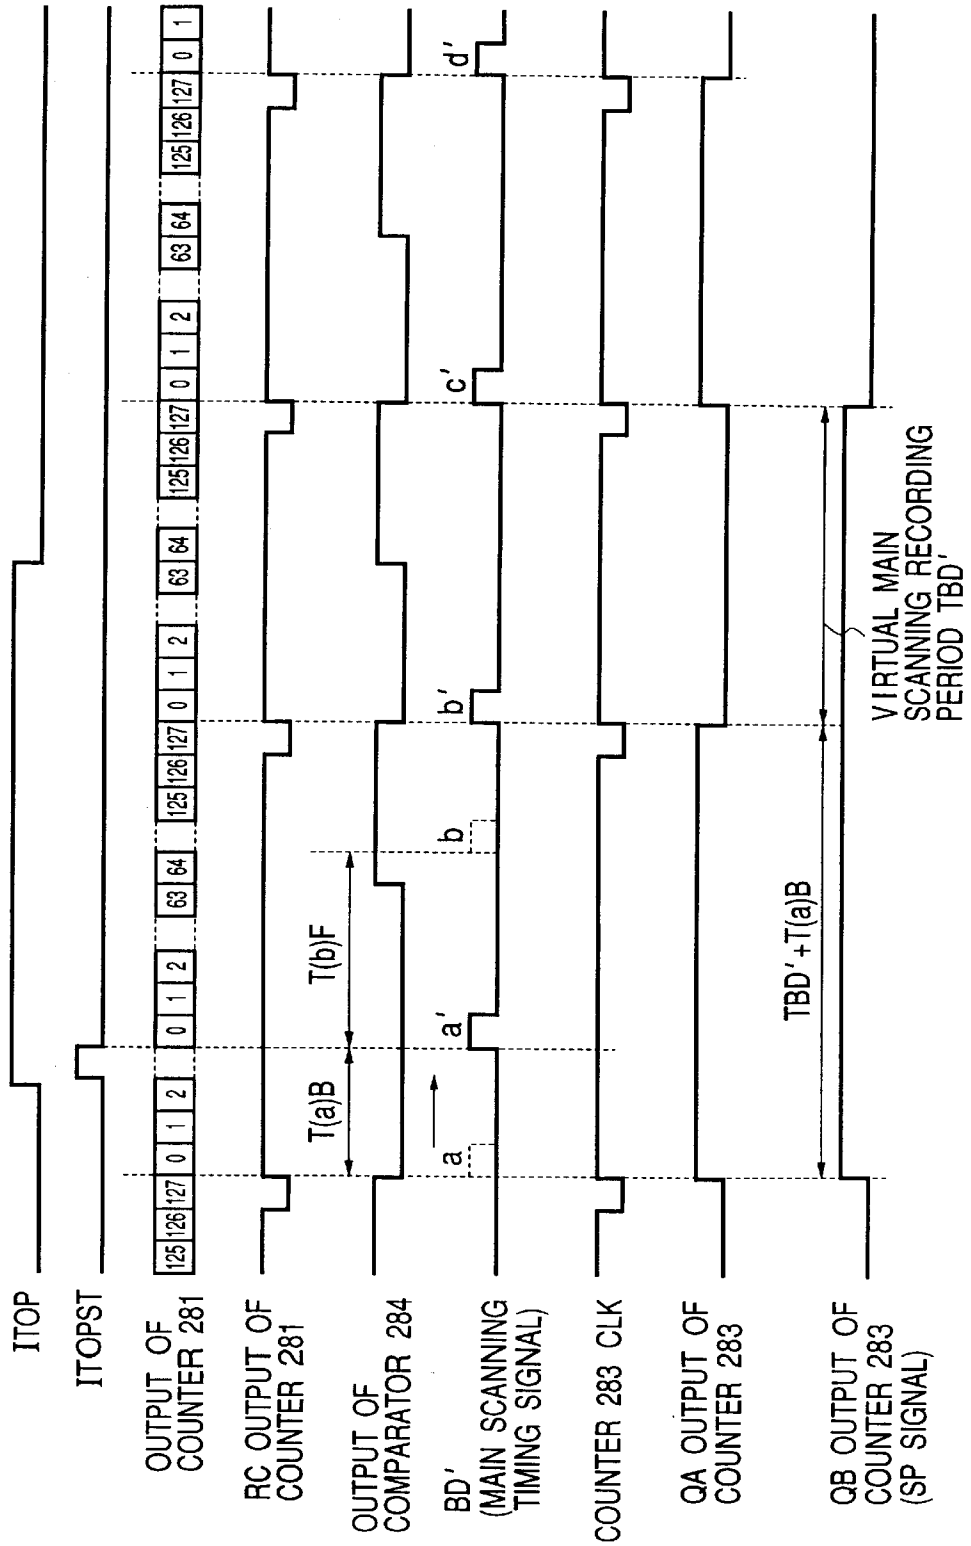 ITOP
ITOPST
OUTPUT OF
COUNTER 281
125 126 127 0 1 2 0 1 2 63 64 125 126 127 0 1 2 63 64 125 126 127 0 1 2 63 64 125 126 127 0 1
RC OUTPUT OF
COUNTER 281
OUTPUT OF
COMPARATOR 284
T(a)B T(b)F
BD'
(MAIN SCANNING
TIMING SIGNAL)
a a' b b' c' d'
COUNTER 283 CLK
QA OUTPUT OF
COUNTER 283
TBD'+T(a)B
QB OUTPUT OF
COUNTER 283
(SP SIGNAL)
VIRTUAL MAIN
SCANNING RECORDING
PERIOD TBD'